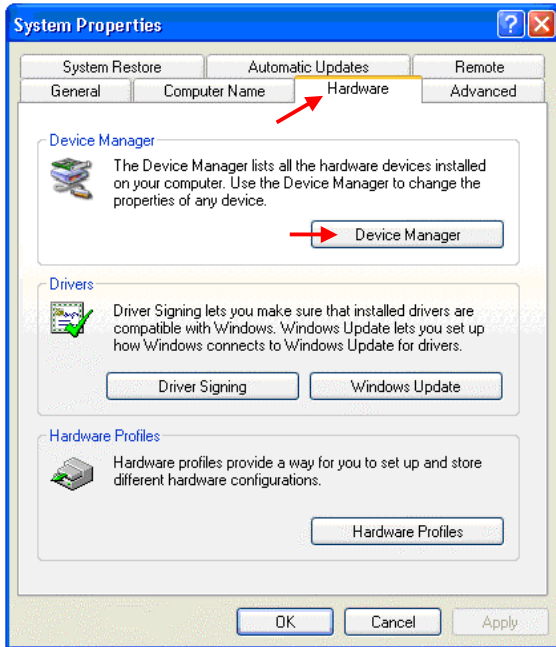 System Properties
System Restore Automatic Updates Remote
General Computer Name Hardware Advanced
Device Manager
The Device Manager lists all the hardware devices installed
on your computer. Use the Device Manager to change the
properties of any device.
Device Manager
Drivers
Driver Signing lets you make sure that installed drivers are
compatible with Windows. Windows Update lets you set up
how Windows connects to Windows Update for drivers.
Driver Signing Windows Update
Hardware Profiles
Hardware profiles provide a way for you to set up and store
different hardware configurations.
Hardware Profiles
OK Cancel Apply